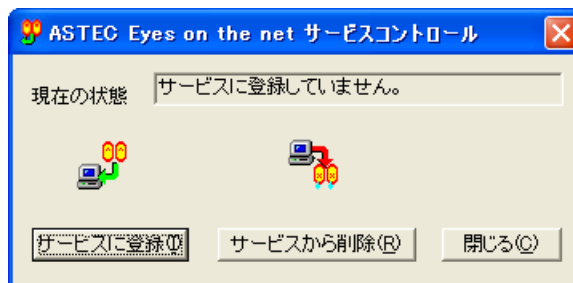 ASTEC Eyes on the net サービスコントロール
現在の状態 サービスに登録していません。
サービスに登録(I) サービスから削除(R) 閉じる(C)